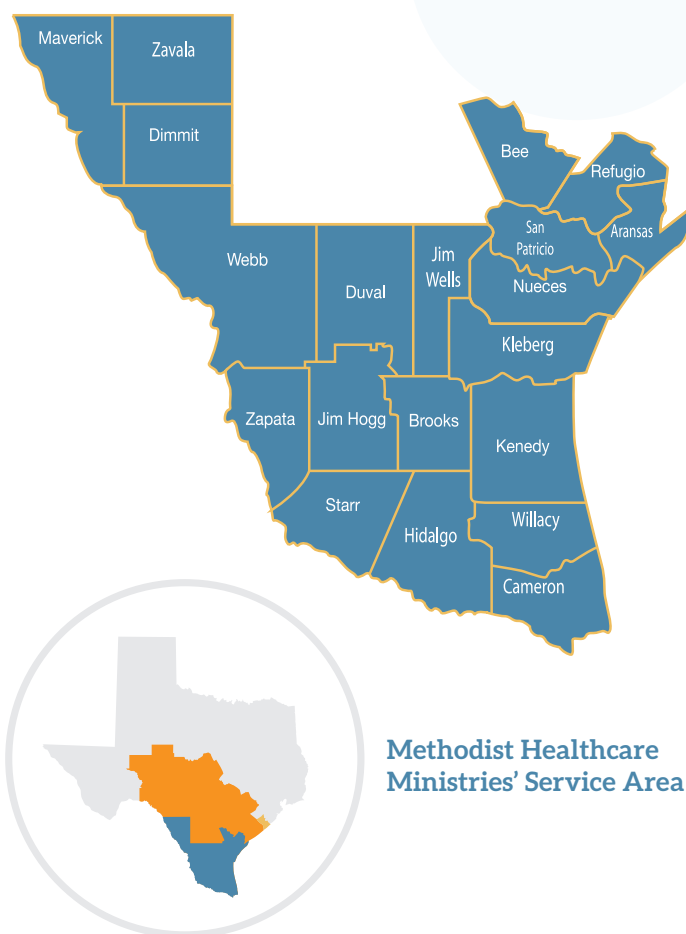 Maverick
Zavala
Dimmit
Bee
Refugio
San
Patricio
Aransas
Webb
Jim
Wells
Duval
Nueces
Kleberg
Zapata
Jim Hogg
Brooks
Kenedy
Starr
Willacy
Hidalgo
Cameron
Methodist Healthcare
Ministries’ Service Area